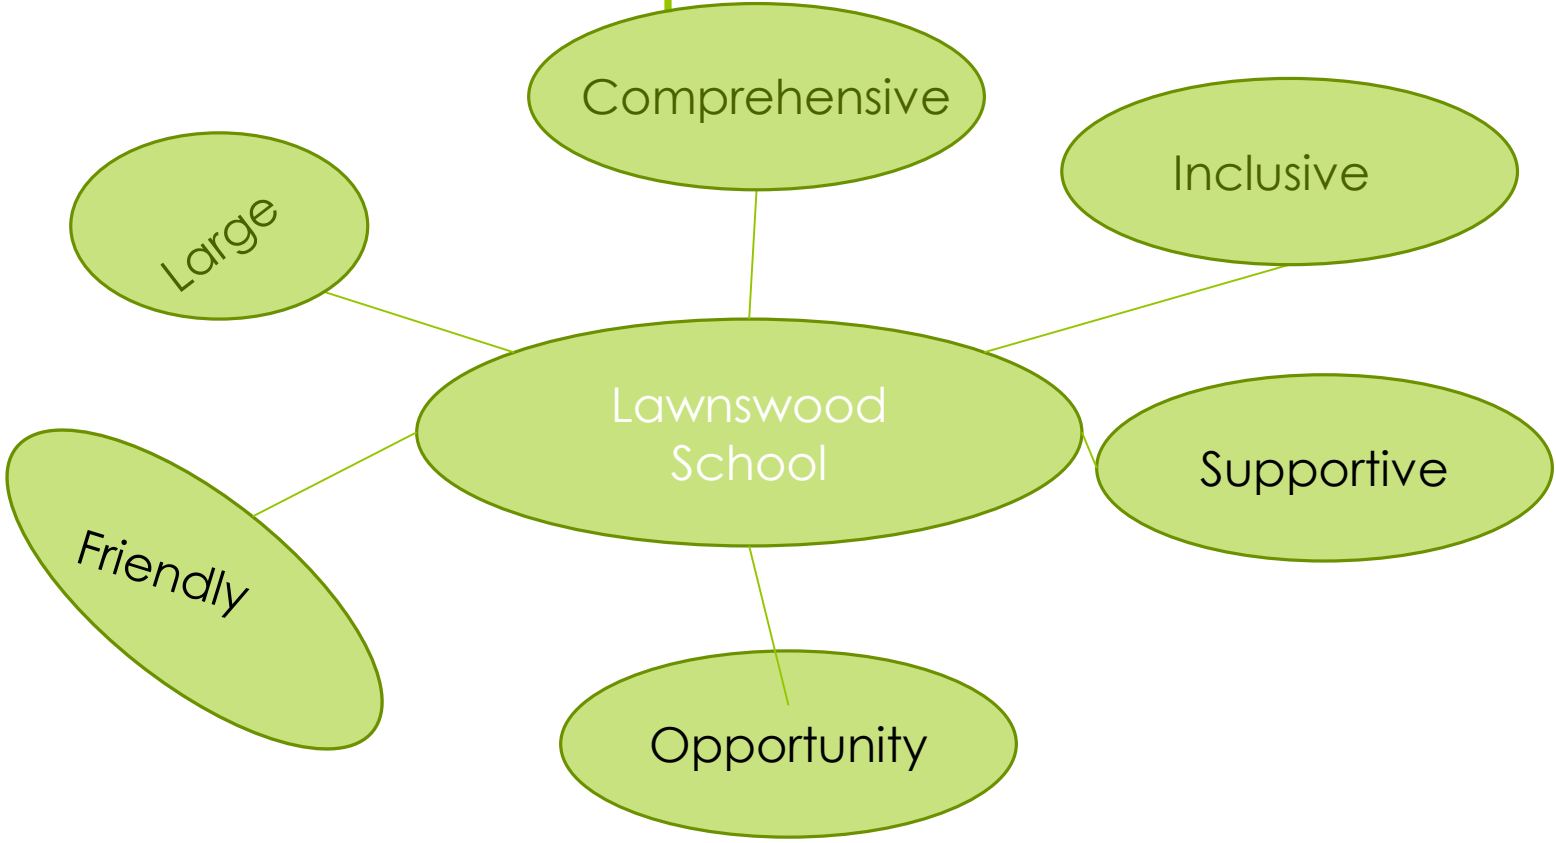 Comprehensive
Inclusive
Large
Lawnswood
School
Supportive
Friendly
Opportunity